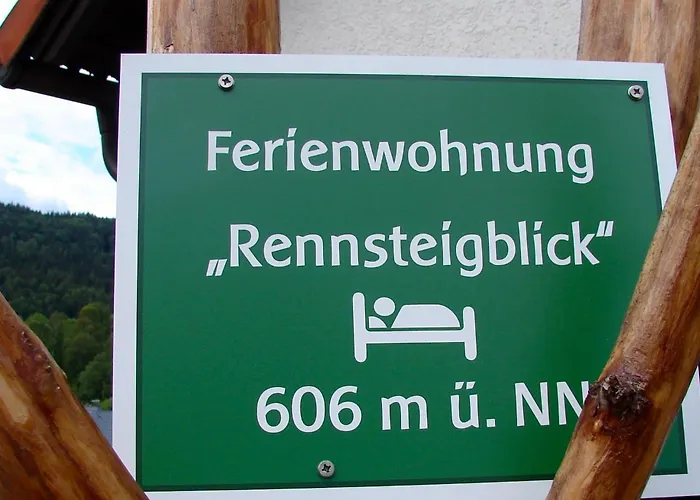 Ferienwohnung
„Rennsteigblick“
606 m ü. NN